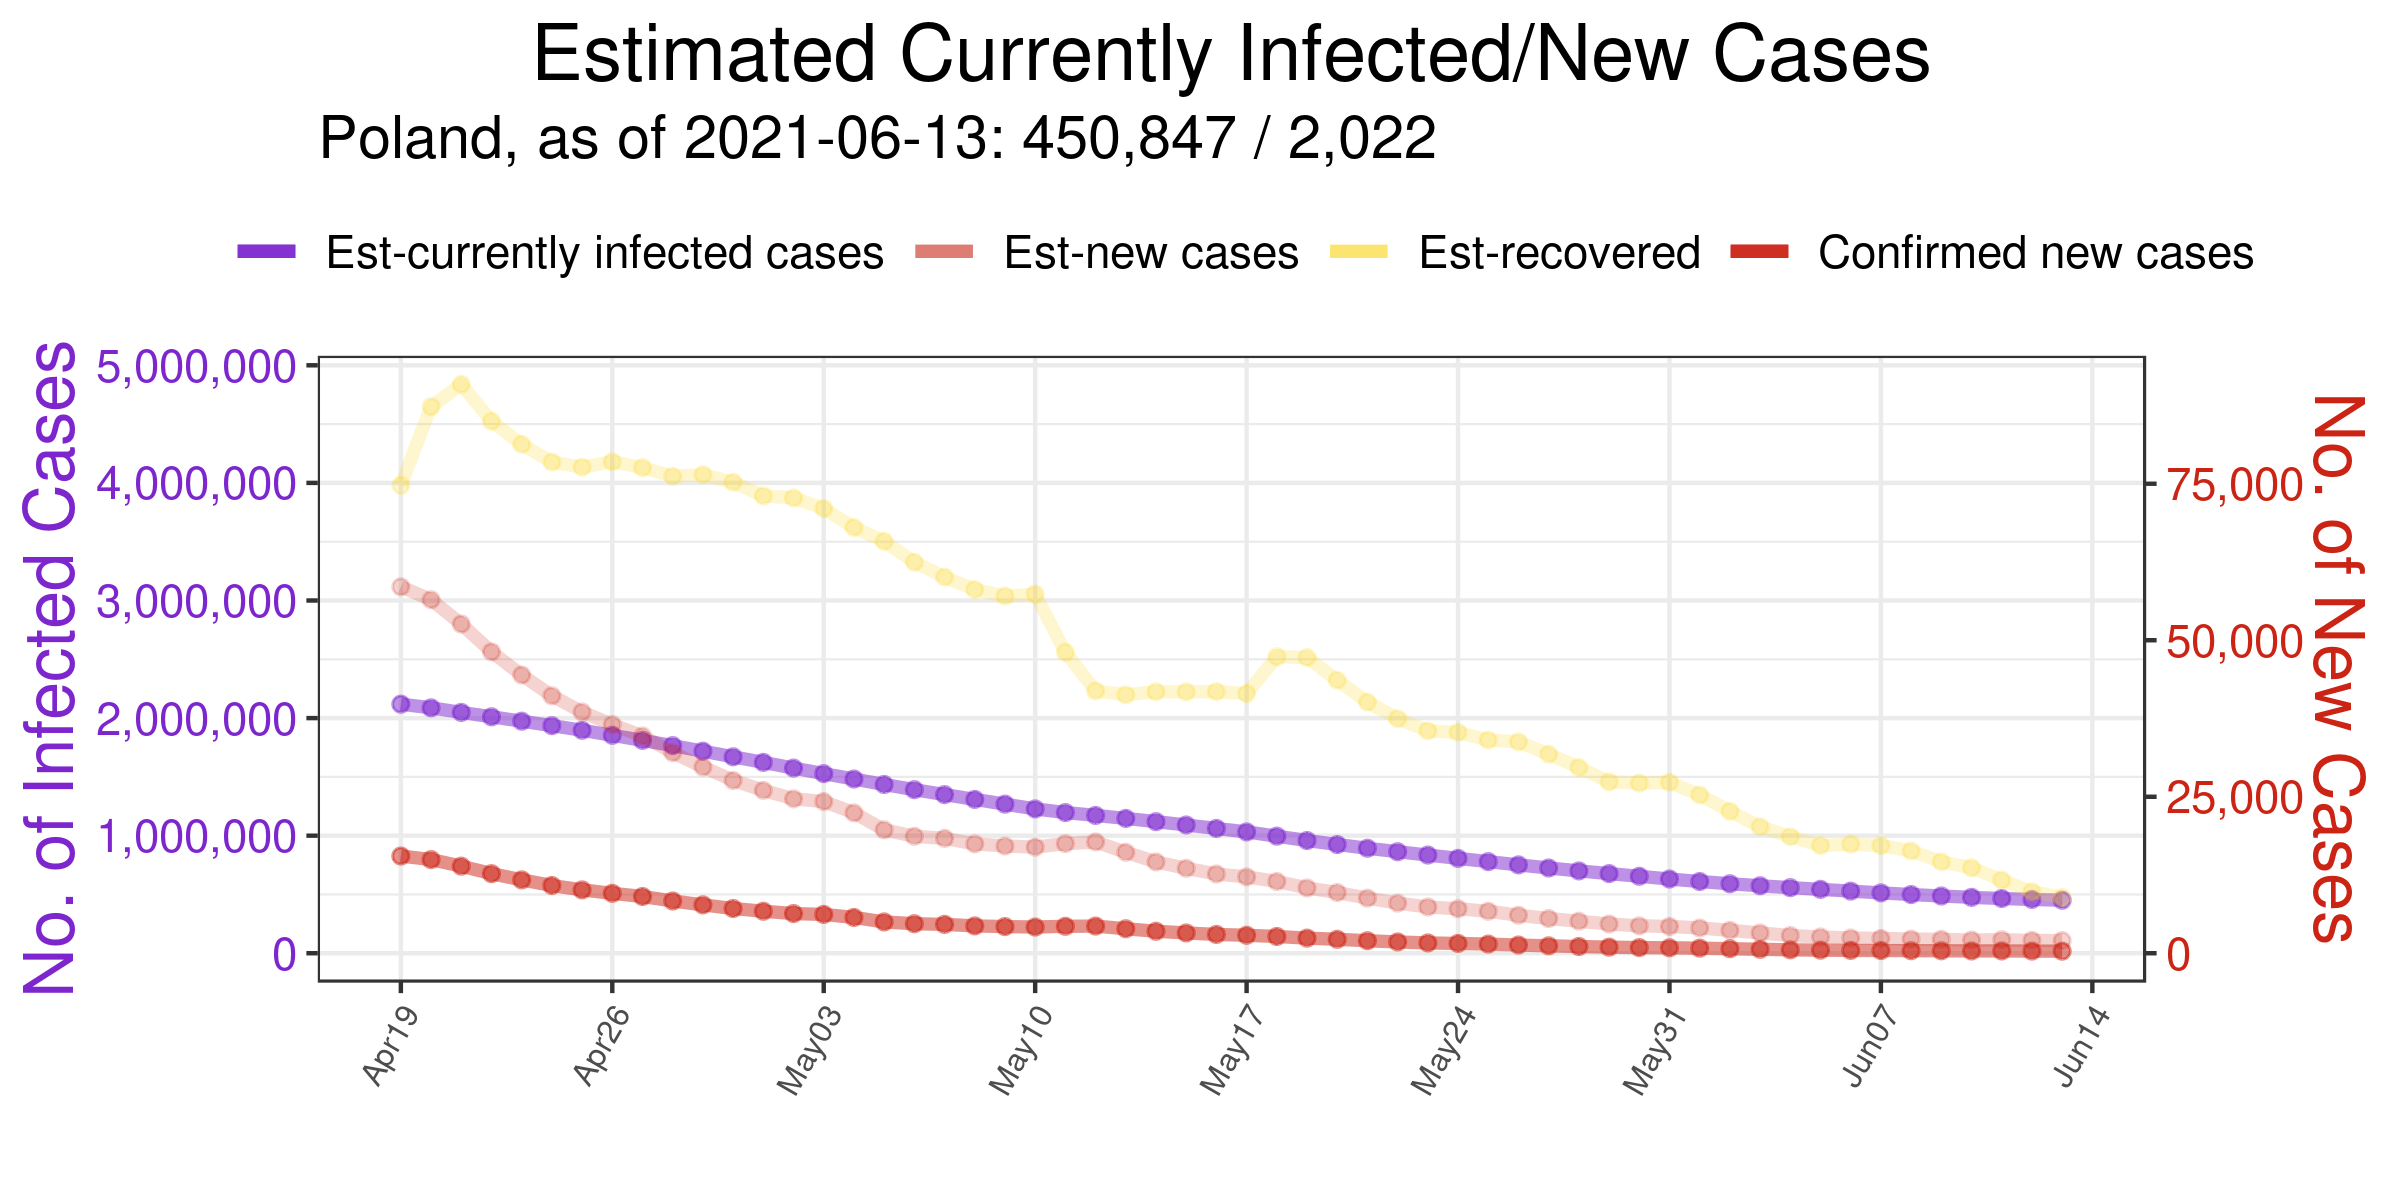 Estimated Currently Infected/New Cases
Poland, as of 2021-06-13: 450,847 / 2,022
Est-currently infected cases Est-new cases Est-recovered Confirmed new cases
No. of Infected Cases
5,000,000
4,000,000
3,000,000
2,000,000
1,000,000
0
75,000
50,000
25,000
0
No. of New Cases
Apr19 Apr26 May03 May10 May17 May24 May31 Jun07 Jun14